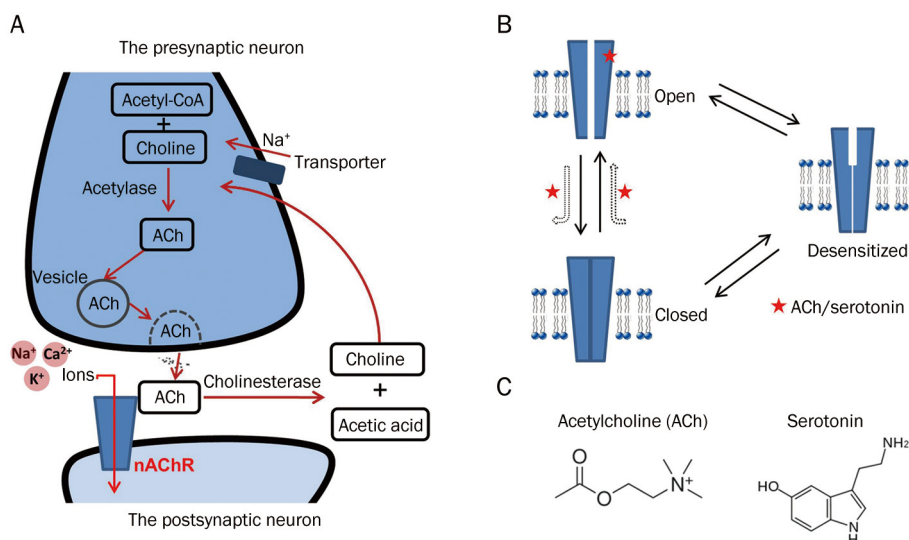 A
The presynaptic neuron
Acetyl-CoA
+
Choline
Na⁺
Transporter
Acetylase
ACh
Vesicle
ACh
ACh
Na⁺
Ca²⁺
K⁺
Ions
ACh
Cholinesterase
Choline
+
Acetic acid
nAChR
The postsynaptic neuron
B
Open
Desensitized
Closed
ACh/serotonin
C
Acetylcholine (ACh)
Serotonin
O
O
N⁺
NH₂
HO
N
H